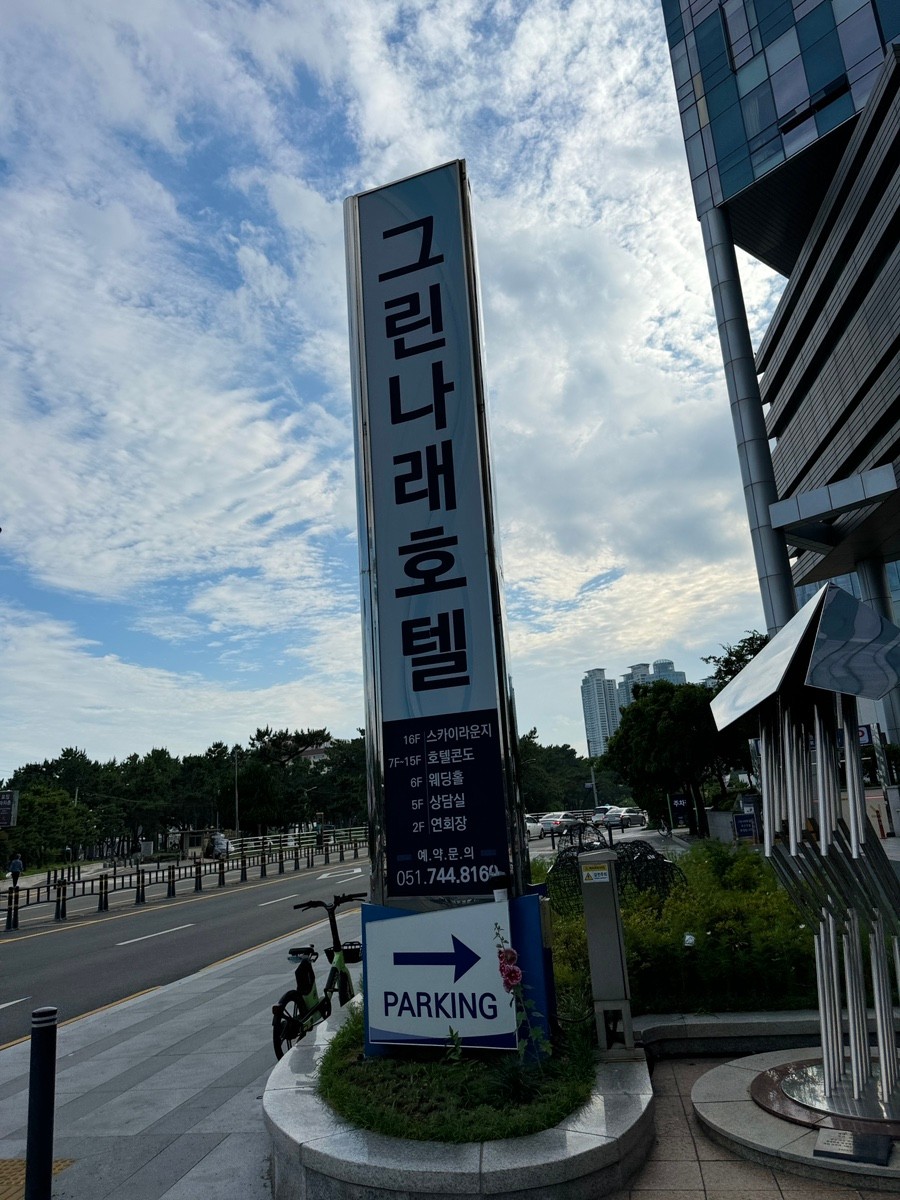 그린나래호텔
16F 스카이라운지
7F-15F 호텔콘도
6F 웨딩홀
5F 상담실
2F 연회장
예약문의
051.744.8160
PARKING